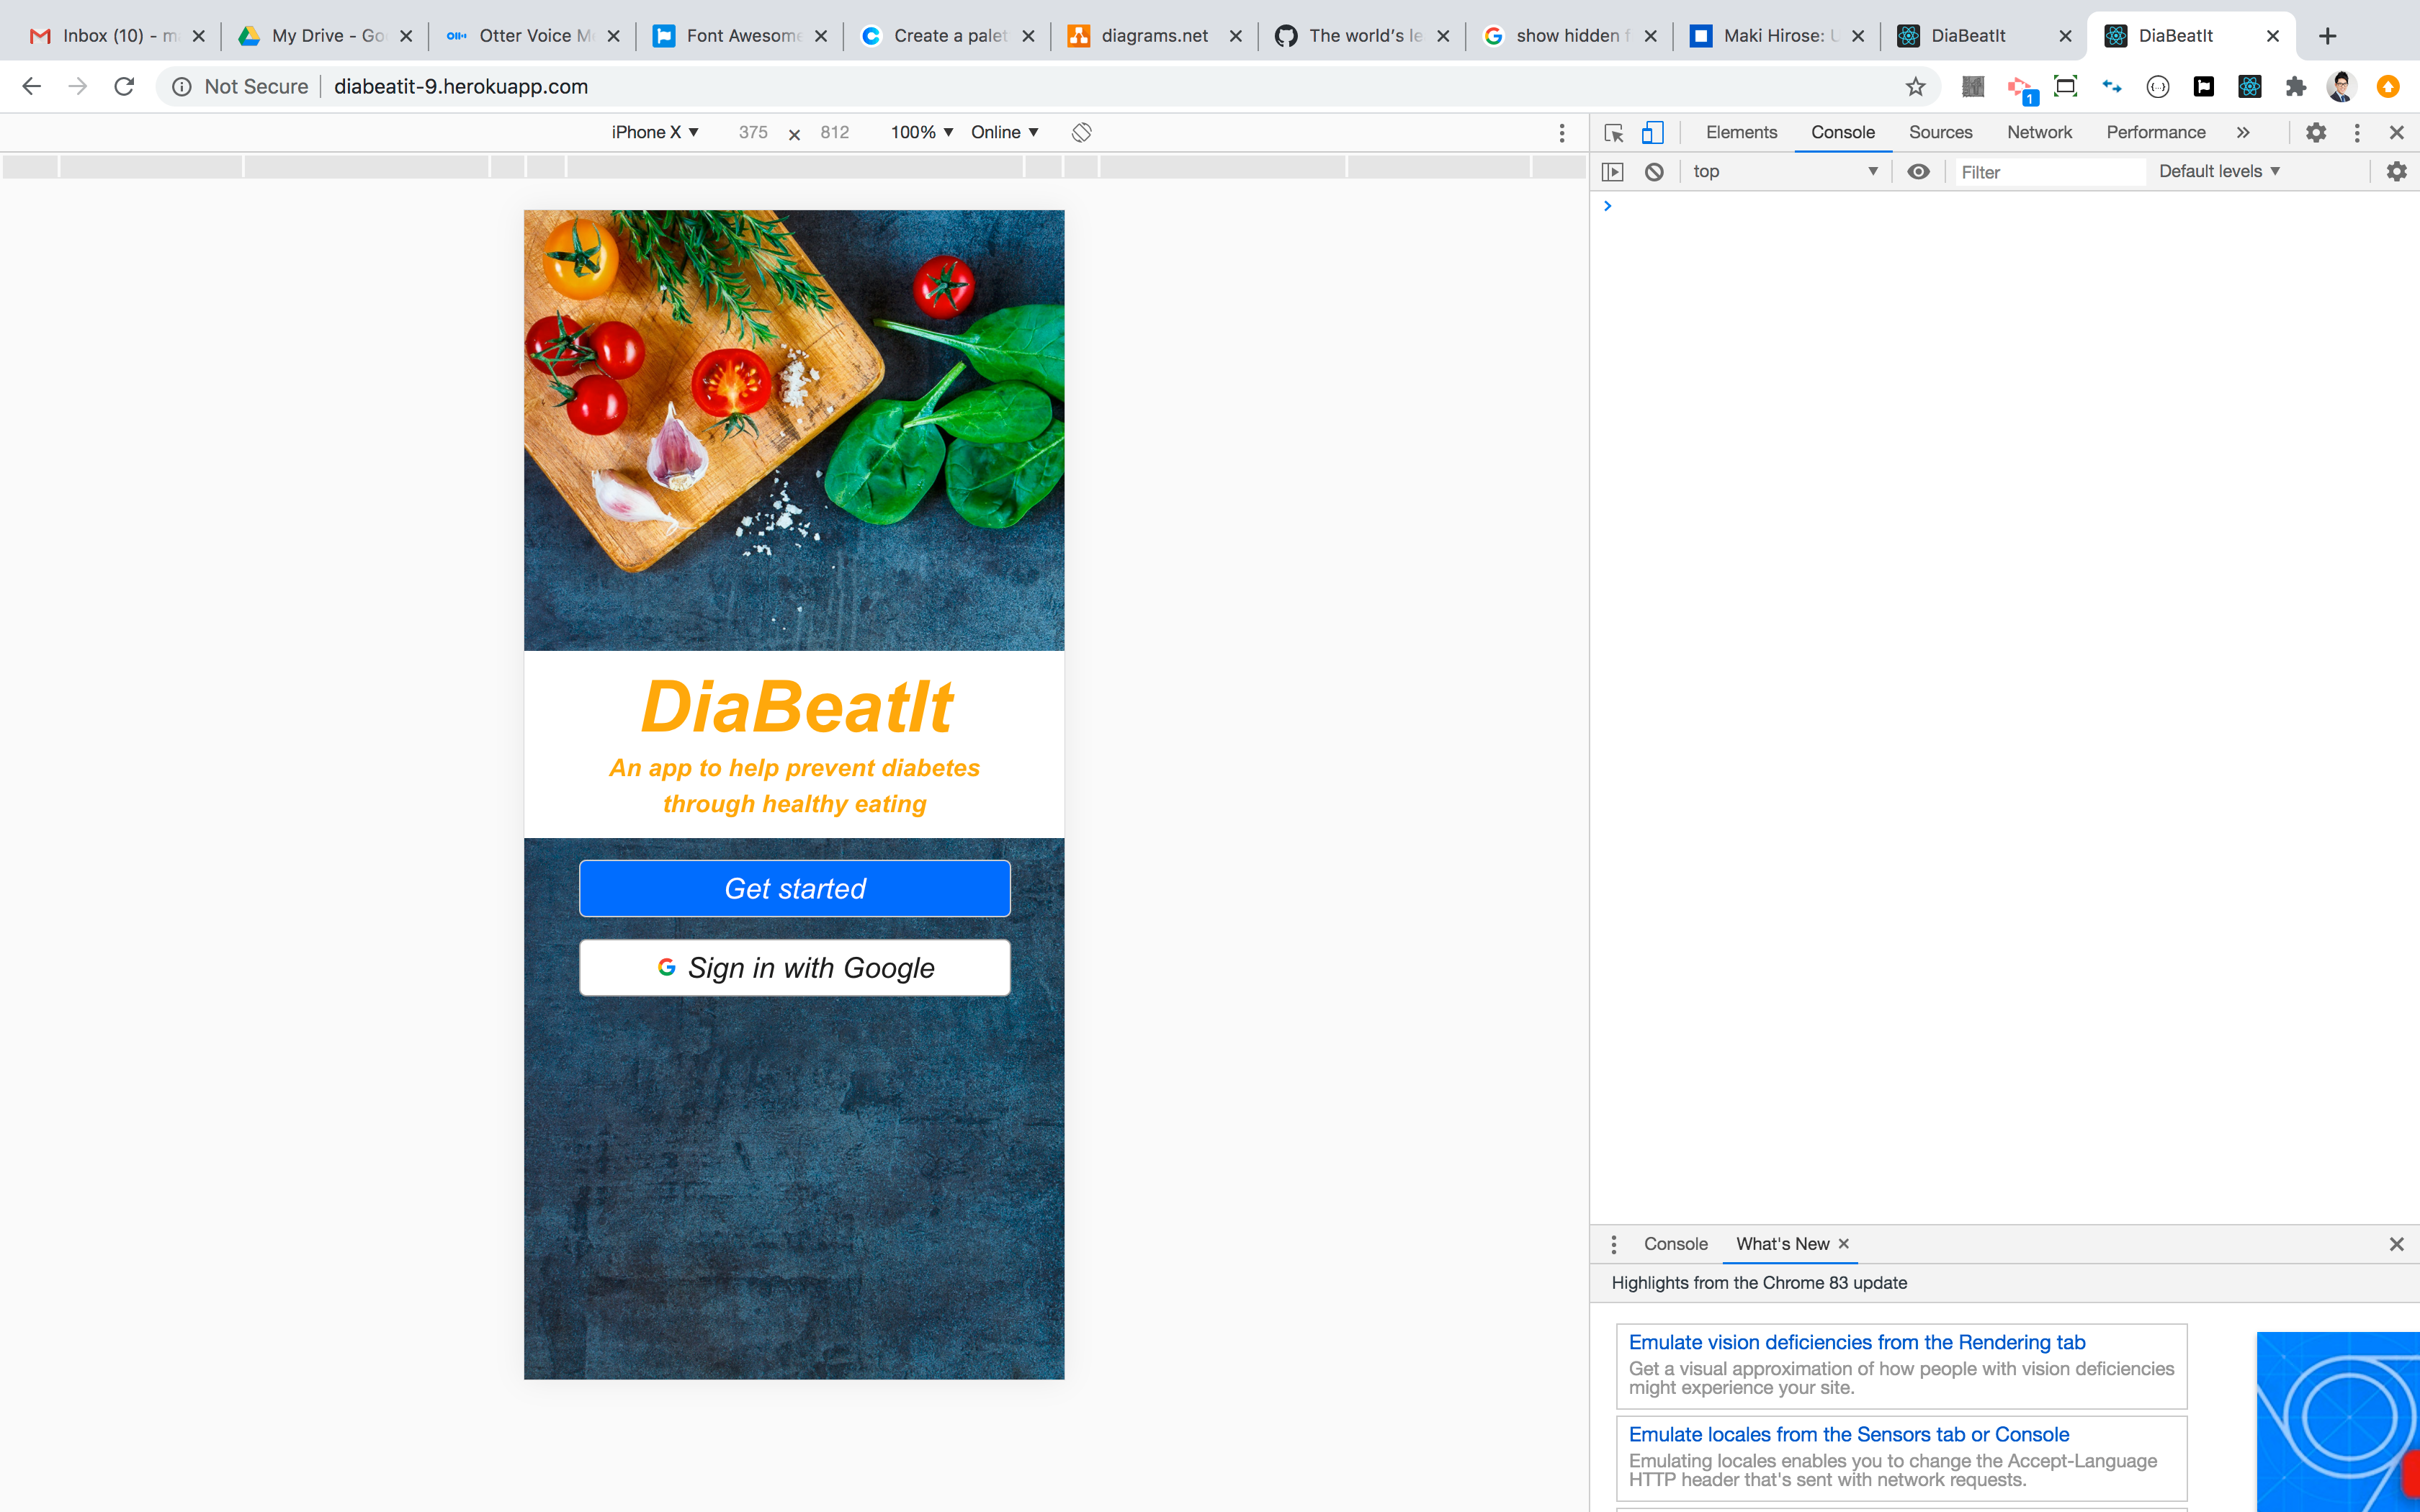 Inbox (10) - m
My Drive - Go
Otter Voice M
Font Awesome
Create a palet
diagrams.net
The world's le
show hidden f
Maki Hirose: U
DiaBeatIt
DiaBeatIt
Not Secure
diabeatit-9.herokuapp.com
1
iPhone X
375
812
100%
Online
Elements
Console
Sources
Network
Performance
top
Filter
Default levels
DiaBeatIt
An app to help prevent diabetes
through healthy eating
Get started
Sign in with Google
Console
What's New
Highlights from the Chrome 83 update
Emulate vision deficiencies from the Rendering tab
Get a visual approximation of how people with vision deficiencies
might experience your site.
Emulate locales from the Sensors tab or Console
Emulating locales enables you to change the Accept-Language
HTTP header that's sent with network requests.